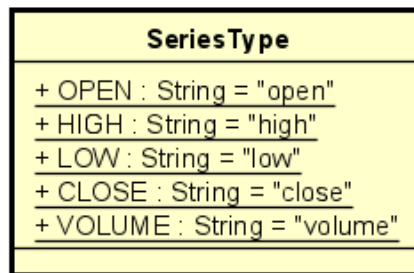 SeriesType
+ OPEN : String = "open"
+ HIGH : String = "high"
+ LOW : String = "low"
+ CLOSE : String = "close"
+ VOLUME : String = "volume"